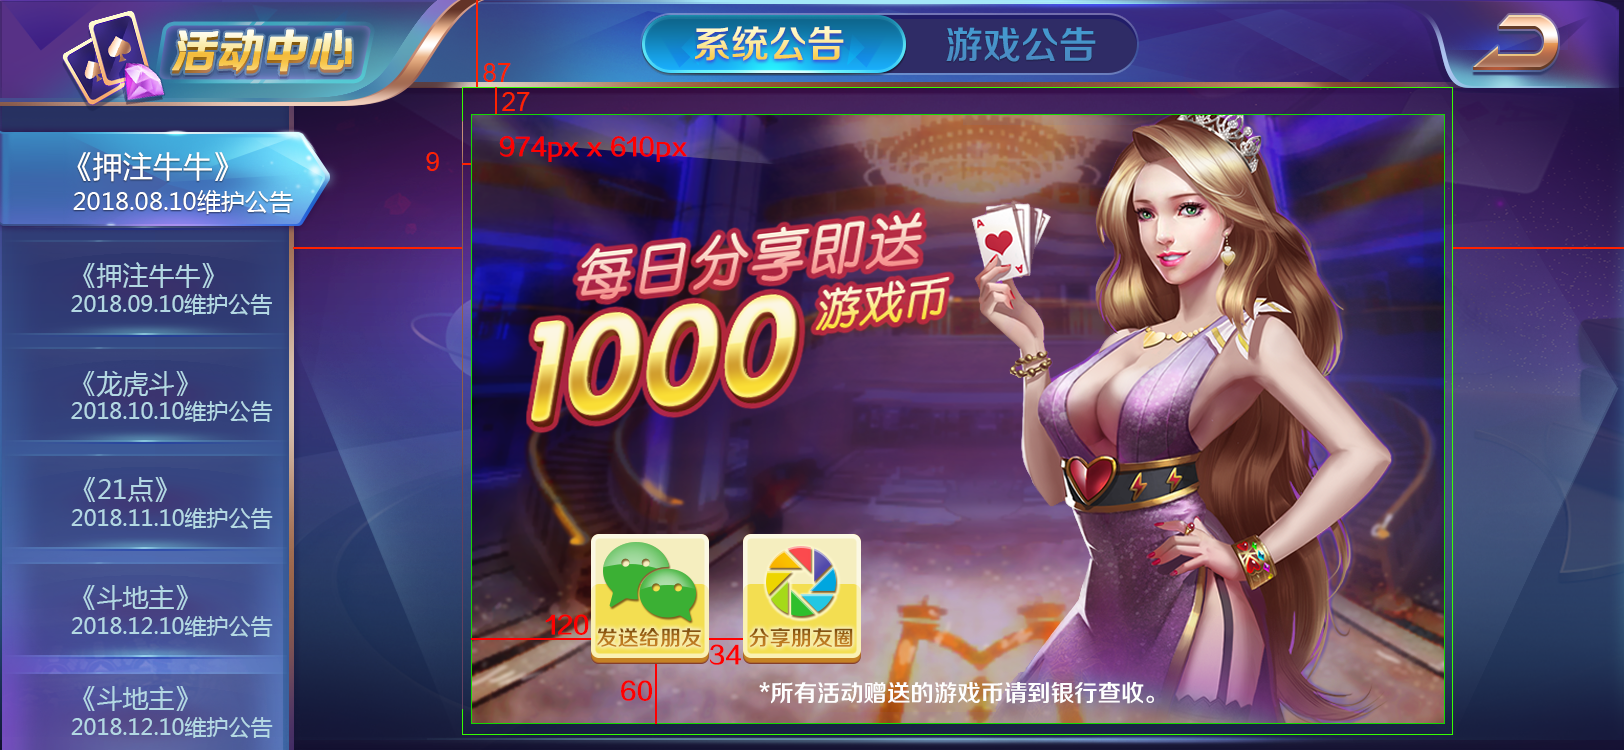 活动中心
系统公告
游戏公告
87
27
9
974px x 610px
《押注牛牛》
2018.08.10维护公告
《押注牛牛》
2018.09.10维护公告
《龙虎斗》
2018.10.10维护公告
《21点》
2018.11.10维护公告
《斗地主》
2018.12.10维护公告
《斗地主》
2018.12.10维护公告
每日分享即送
1000游戏币
A
A
发送给朋友
分享朋友圈
120
34
60
*所有活动赠送的游戏币请到银行查收。